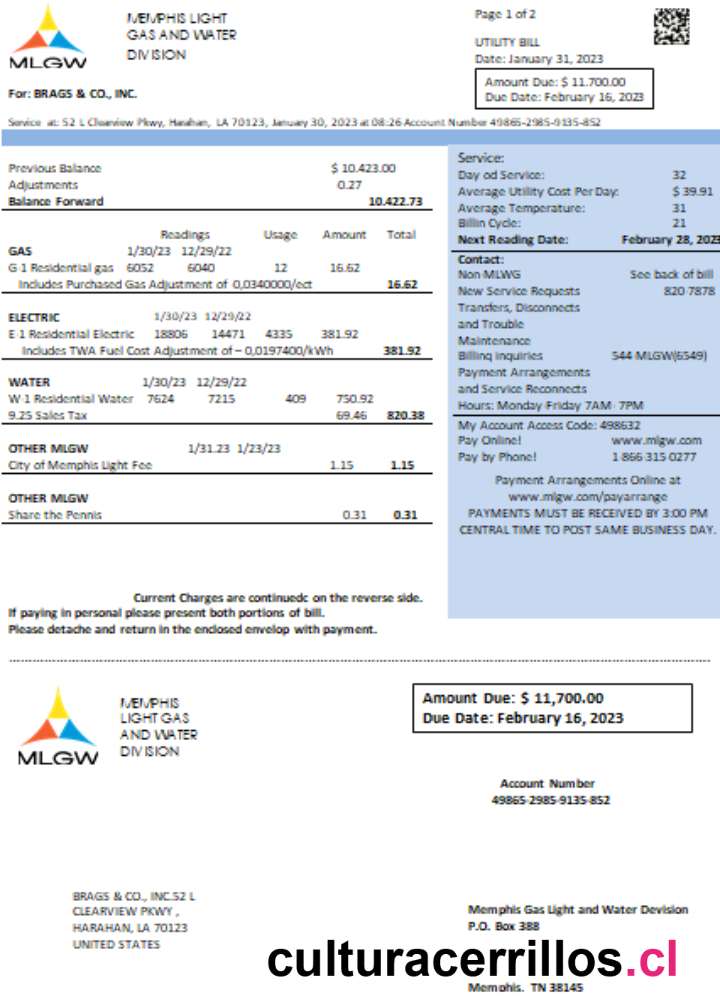 MEMPHIS LIGHT
GAS AND WATER
DIVISION
MLGW
Page 1 of 2
UTILITY BILL
Date: January 31, 2023
Amount Due: $ 11.700.00
Due Date: February 16, 2023
For: BRAGS & CO., INC.
Service at: 52 L Clearview Pkwy, Harahan, LA 70123, January 30, 2023 at 08:26 Account Number 49865-2985-9135-852
Previous Balance $ 10.423.00
Adjustments 0.27
Balance Forward 10.422.73
Readings Usage Amount Total
GAS 1/30/23 12/29/22
G-1 Residential gas 6052 6040 12 16.62
Includes Purchased Gas Adjustment of 0,0340000/ect 16.62
ELECTRIC 1/30/23 12/29/22
E-1 Residential Electric 18806 14471 4335 381.92
Includes TWA Fuel Cost Adjustment of – 0,0197400/kWh 381.92
WATER 1/30/23 12/29/22
W-1 Residential Water 7624 7215 409 750.92
9.25 Sales Tax 69.46 820.38
OTHER MLGW 1/31.23 1/23/23
City of Memphis Light Fee 1.15 1.15
OTHER MLGW
Share the Pennis 0.31 0.31
Service:
Day od Service: 32
Average Utility Cost Per Day: $ 39.91
Average Temperature: 31
Billin Cycle: 21
Next Reading Date: February 28, 2023
Contact:
Non-MLWG See back of bill
New Service Requests 820-7878
Transfers, Disconnects
and Trouble
Maintenance
Billing inquiries 544-MLGW(6549)
Payment Arrangements
and Service Reconnects
Hours: Monday-Friday 7AM- 7PM
My Account Access Code: 498632
Pay Online! www.mlgw.com
Pay by Phone! 1-866-315-0277
Payment Arrangements Online at
www.mlgw.com/payarrange
PAYMENTS MUST BE RECEIVED BY 3:00 PM
CENTRAL TIME TO POST SAME BUSINESS DAY.
Current Charges are continuedc on the reverse side.
If paying in personal please present both portions of bill.
Please detache and return in the enclosed envelop with payment.
MEMPHIS
LIGHT GAS
AND WATER
DIVISION
MLGW
Amount Due: $ 11,700.00
Due Date: February 16, 2023
Account Number
49865-2985-9135-852
BRAGS & CO., INC.52 L
CLEARVIEW PKWY ,
HARAHAN, LA 70123
UNITED STATES
Memphis Gas Light and Water Devision
P.O. Box 388
culturacerrillos.cl
Memphis. TN 38145